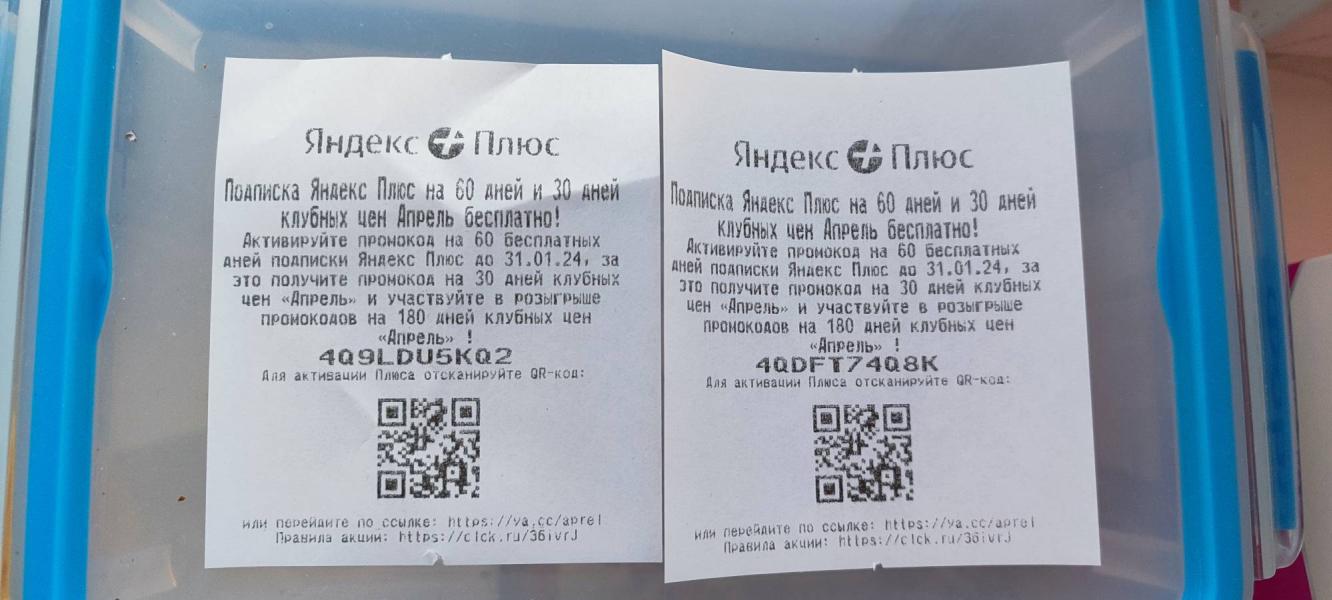 Яндекс Плюс
Подписка Яндекс Плюс на 60 дней и 30 дней
клубных цен Апрель бесплатно!
Активируйте промокод на 60 бесплатных
дней подписки Яндекс Плюс до 31.01.24, за
это получите промокод на 30 дней клубных
цен «Апрель» и участвуйте в розыгрыше
промокодов на 180 дней клубных цен
«Апрель» !
4Q9LDU5KQ2
Для активации Плюса отсканируйте QR-код:
или перейдите по ссылке: https://ya.cc/aprel
Правила акции: https://clck.ru/36ivrJ
Яндекс Плюс
Подписка Яндекс Плюс на 60 дней и 30 дней
клубных цен Апрель бесплатно!
Активируйте промокод на 60 бесплатных
дней подписки Яндекс Плюс до 31.01.24, за
это получите промокод на 30 дней клубных
цен «Апрель» и участвуйте в розыгрыше
промокодов на 180 дней клубных цен
«Апрель» !
4QDFT74Q8K
Для активации Плюса отсканируйте QR-код:
или перейдите по ссылке: https://ya.cc/aprel
Правила акции: https://clck.ru/36ivrJ